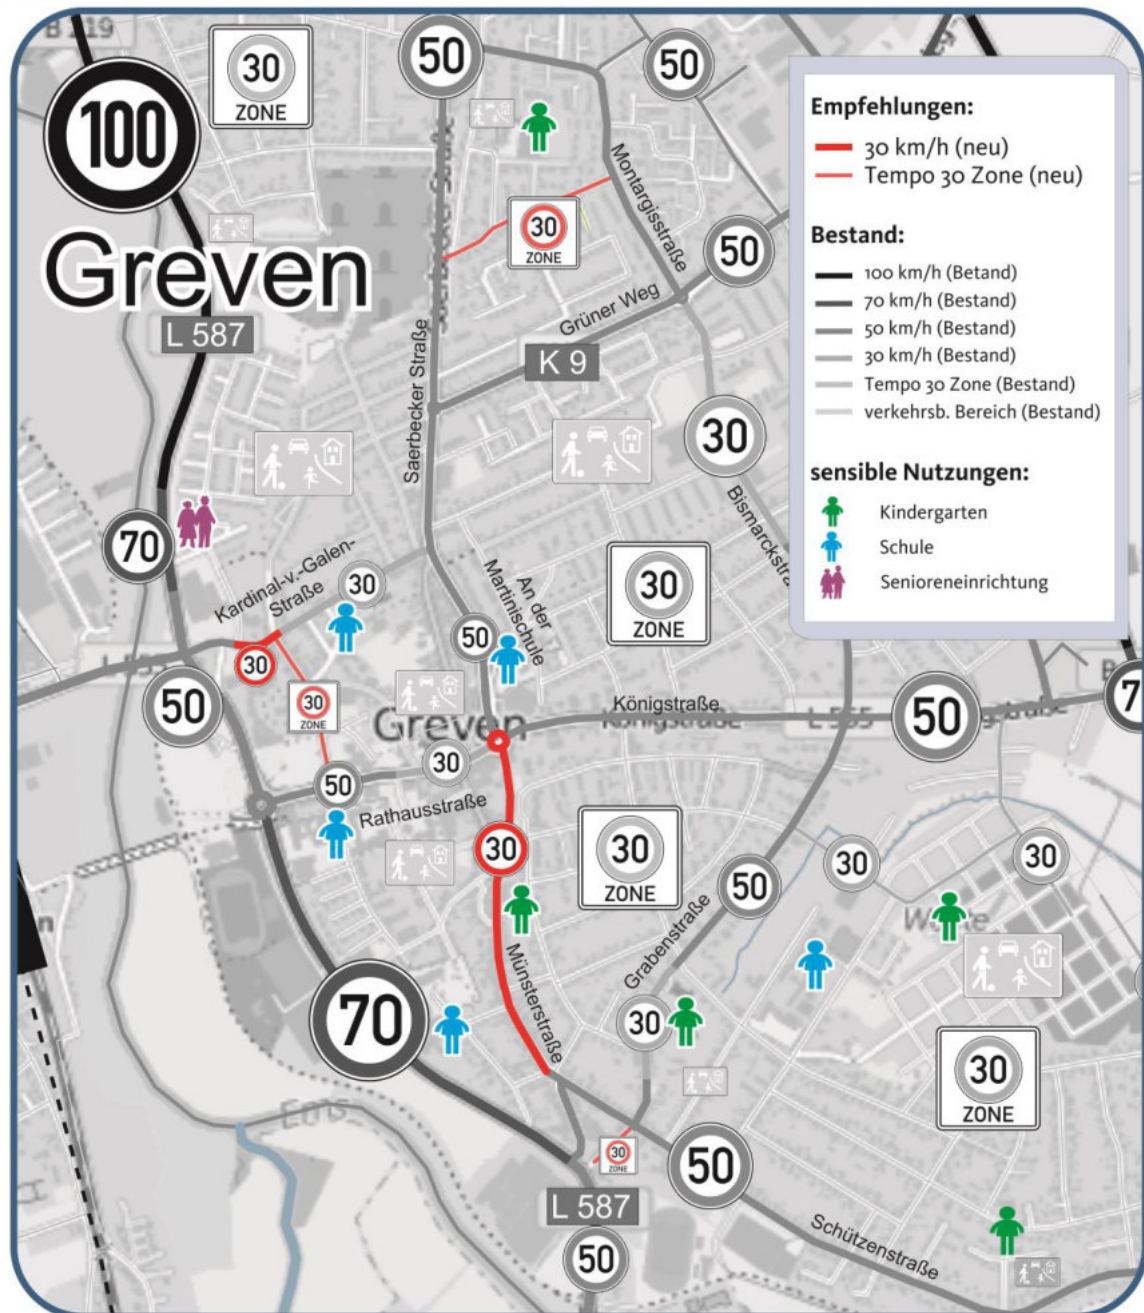 100
30
ZONE
50
50
Greven
L 587
30
ZONE
Montargisstraße
50
Grüner Weg
K 9
Saerbecker Straße
30
Bismarckstra
70
Kardinal-v.-Galen-
Straße
30
30
ZONE
An der
Martinischule
50
30
50
30
ZONE
Greven
Königstraße
Königstraße
L 555
50
7
B
30
50
Rathausstraße
30
30
ZONE
30
30
50
Grabenstraße
Münsterstraße
70
30
30
ZONE
Ems
30
ZONE
50
L 587
50
Schützenstraße
Empfehlungen:
30 km/h (neu)
Tempo 30 Zone (neu)
Bestand:
100 km/h (Betand)
70 km/h (Bestand)
50 km/h (Bestand)
30 km/h (Bestand)
Tempo 30 Zone (Bestand)
verkehrsb. Bereich (Bestand)
sensible Nutzungen:
Kindergarten
Schule
Senioreneinrichtung